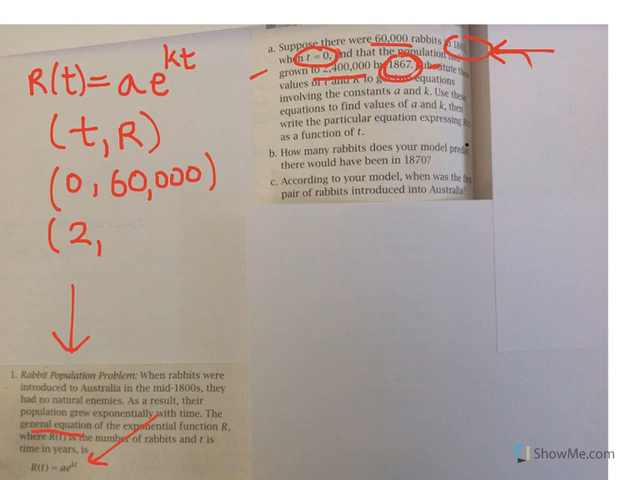 R(t)=ae^kt
(t,R)
(0, 60,000)
(2,
a. Suppose there were 60,000 rabbits in
when t = 0, and that the population
grown to 2,400,000 by 1867. Substitute
values of t and R to equations
involving the constants a and k. Use these
equations to find values of a and k, then
write the particular equation expressing
as a function of t.
b. How many rabbits does your model
there would have been in 1870?
c. According to your model, when was the
pair of rabbits introduced into Australia?
1. Rabbit Population Problem: When rabbits were
introduced to Australia in the mid-1800s, they
had no natural enemies. As a result, their
population grew exponentially with time. The
general equation of the exponential function R,
where R(t) is the number of rabbits and t is
time in years, is
R(t) = ae^kt
ShowMe.com